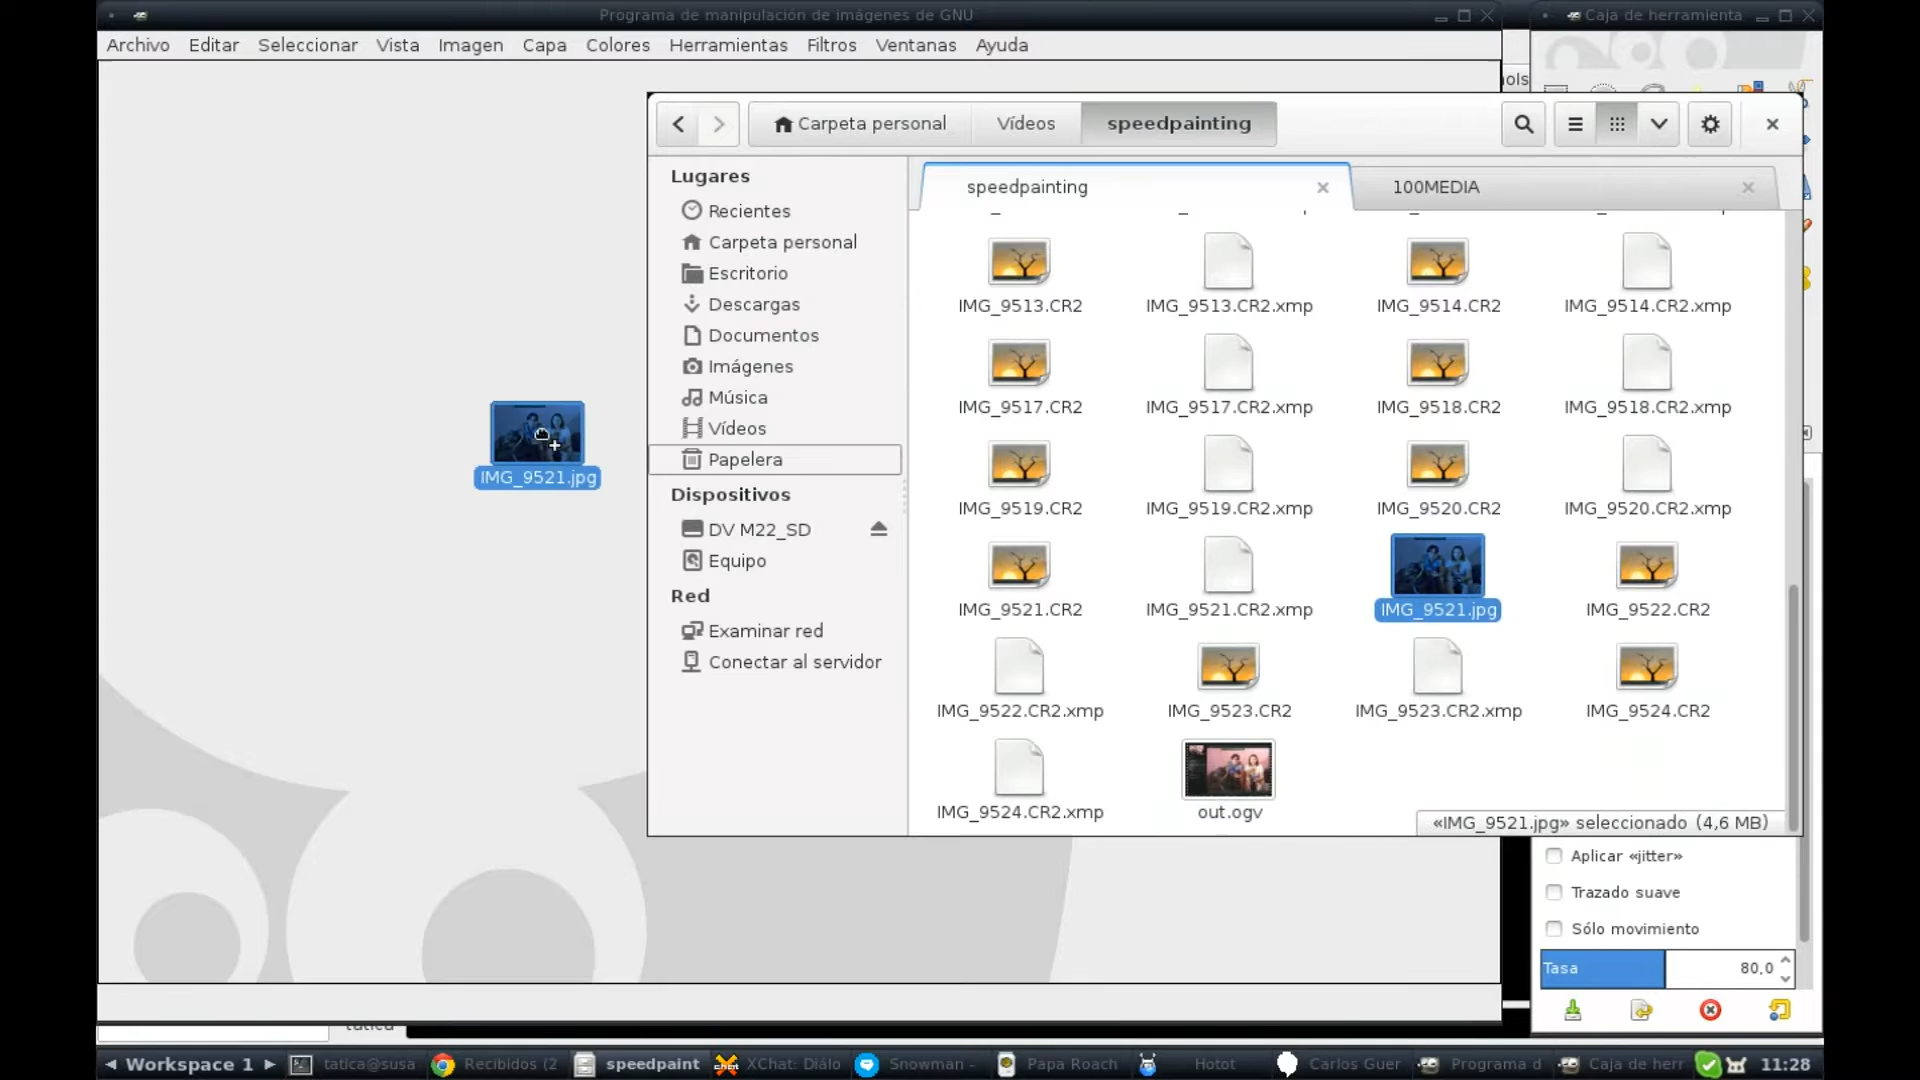 Programa de manipulación de imágenes de GNU
Caja de herramienta
Archivo Editar Seleccionar Vista Imagen Capa Colores Herramientas Filtros Ventanas Ayuda
Carpeta personal Vídeos speedpainting
speedpainting 100MEDIA
Lugares
Recientes
Carpeta personal
Escritorio
Descargas
Documentos
Imágenes
Música
Vídeos
Papelera
Dispositivos
DV M22_SD
Equipo
Red
Examinar red
Conectar al servidor
IMG_9521.jpg
IMG_9513.CR2 IMG_9513.CR2.xmp IMG_9514.CR2 IMG_9514.CR2.xmp
IMG_9517.CR2 IMG_9517.CR2.xmp IMG_9518.CR2 IMG_9518.CR2.xmp
IMG_9519.CR2 IMG_9519.CR2.xmp IMG_9520.CR2 IMG_9520.CR2.xmp
IMG_9521.CR2 IMG_9521.CR2.xmp IMG_9521.jpg IMG_9522.CR2
IMG_9522.CR2.xmp IMG_9523.CR2 IMG_9523.CR2.xmp IMG_9524.CR2
IMG_9524.CR2.xmp out.ogv
«IMG_9521.jpg» seleccionado (4,6 MB)
Aplicar «jitter»
Trazado suave
Sólo movimiento
Tasa 80,0
Workspace 1 tatica@susa Recibidos (2 speedpaint XChat: Diálo Snowman - Papa Roach Hotot Carlos Guer Programa d Caja de herr 11:28